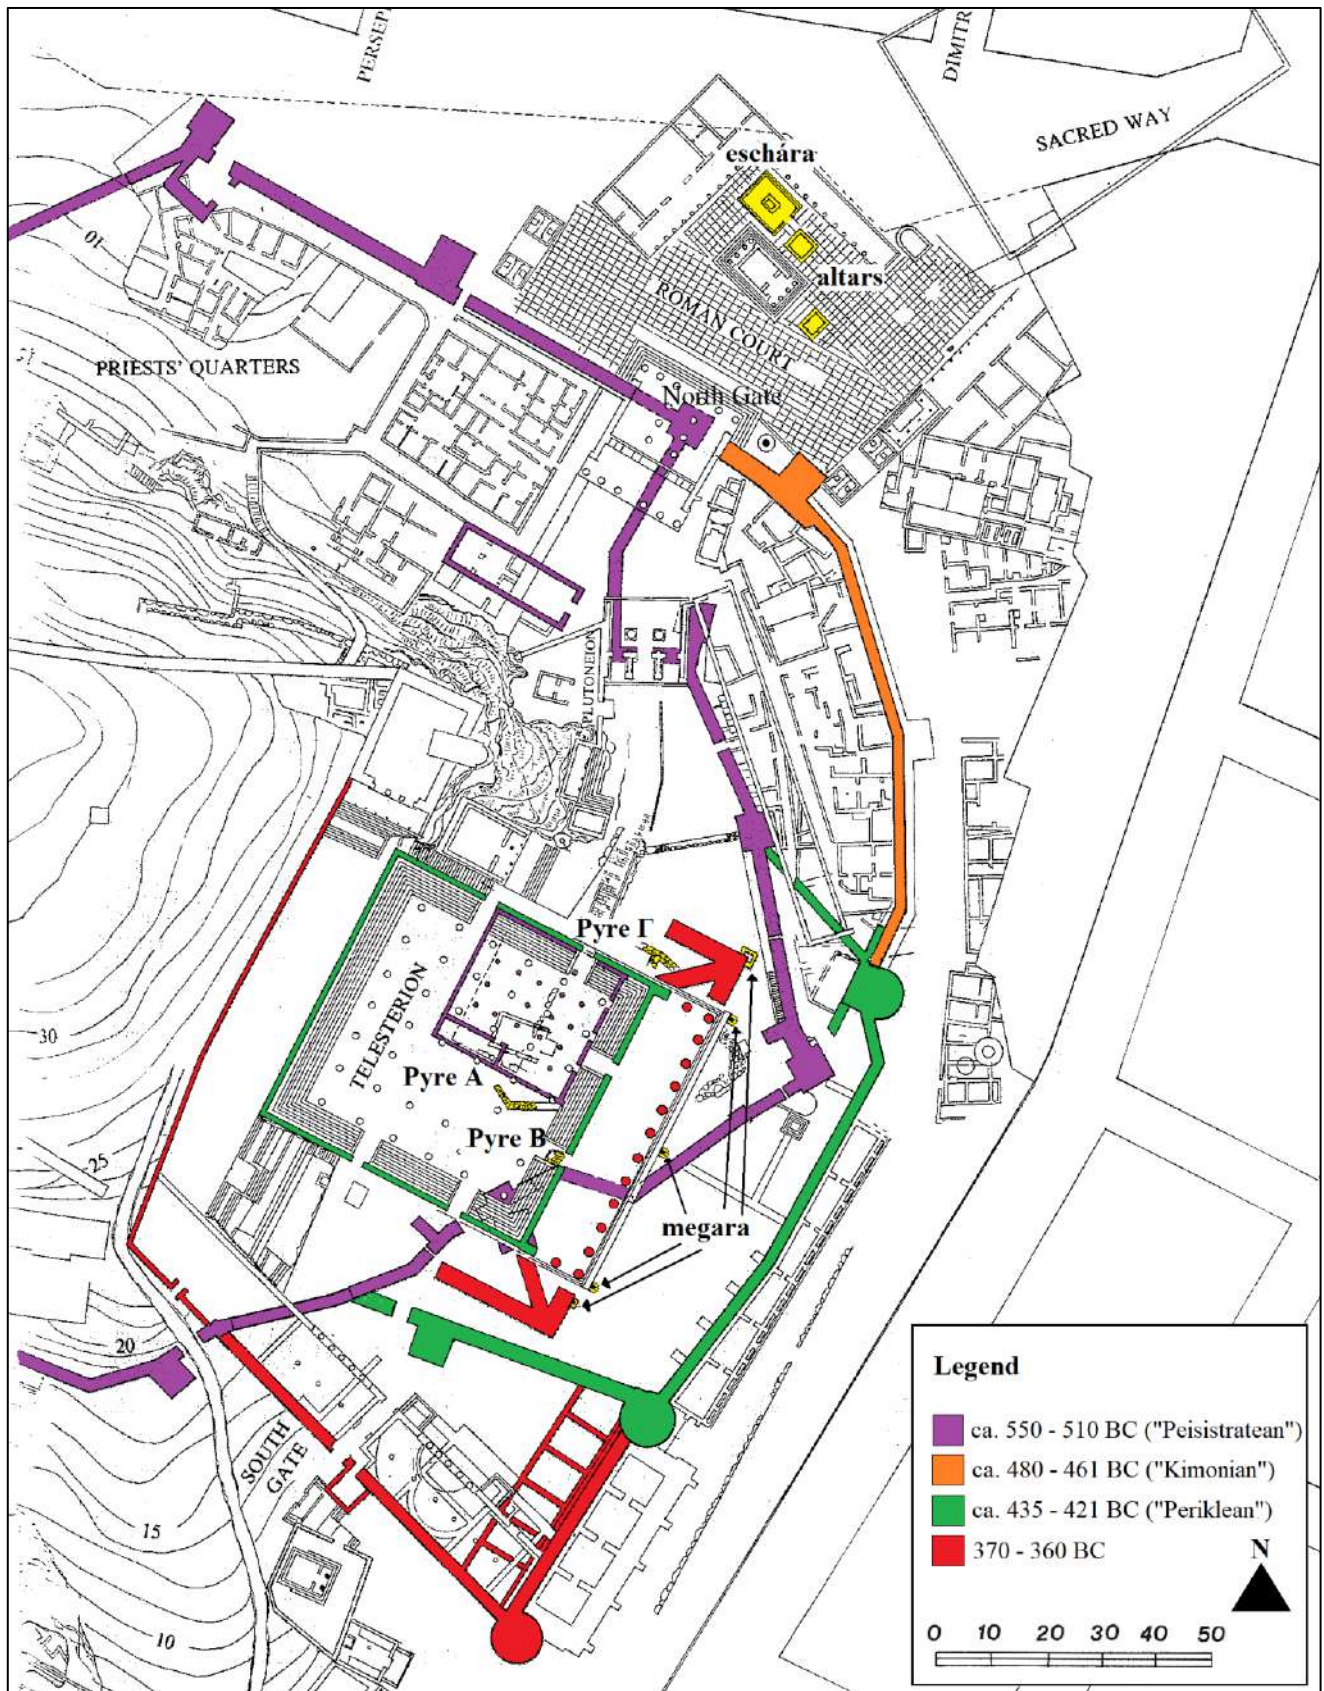 PERSEP
DIMITR
SACRED WAY
eschára
altars
ROMAN COURT
10
PRIESTS' QUARTERS
North Gate
PLUTONEION
Pyre Γ
TELESTERION
30
Pyre A
Pyre B
25
megara
20
SOUTH
GATE
15
10
Legend
ca. 550 - 510 BC ("Peisistratean")
ca. 480 - 461 BC ("Kimonian")
ca. 435 - 421 BC ("Periklean")
370 - 360 BC
N
0 10 20 30 40 50